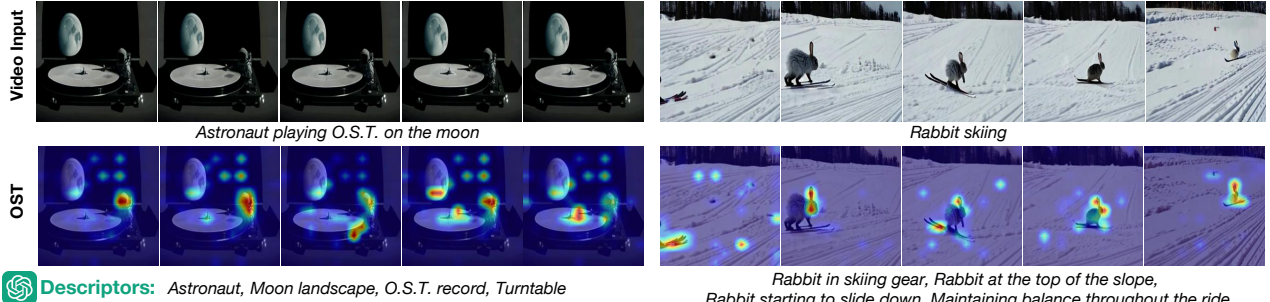 Video Input
Astronaut playing O.S.T. on the moon
Rabbit skiing
OST
Descriptors: Astronaut, Moon landscape, O.S.T. record, Turntable
Rabbit in skiing gear, Rabbit at the top of the slope,
Rabbit starting to slide down, Maintaining balance throughout the ride